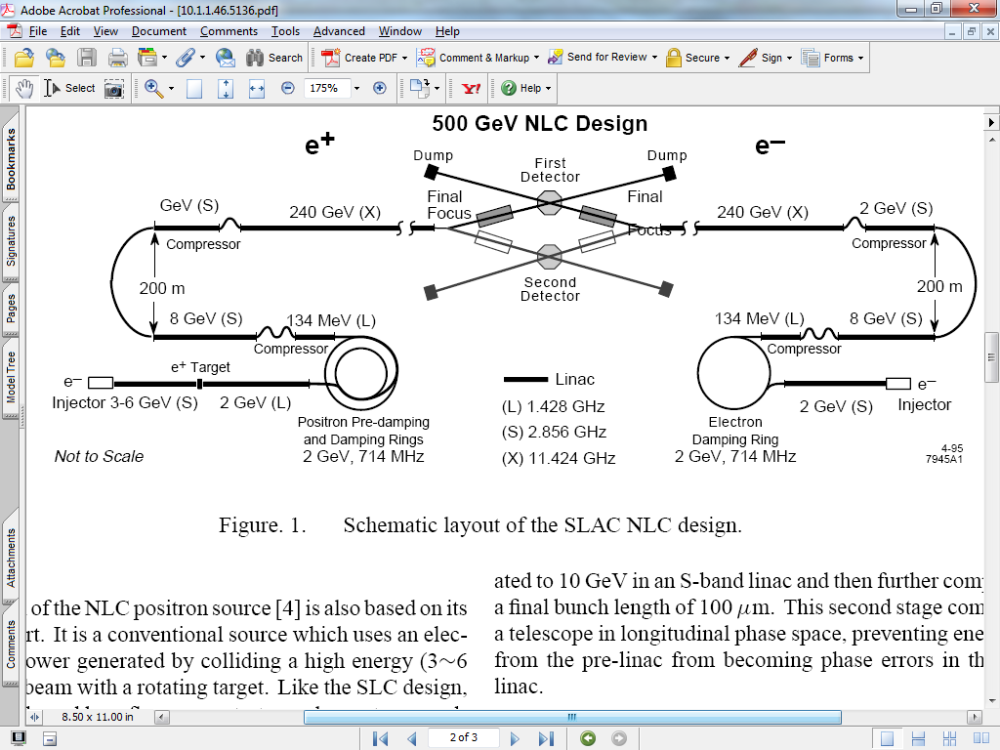 Adobe Acrobat Professional - [10.1.1.46.5136.pdf]
File Edit View Document Comments Tools Advanced Window Help
Search Create PDF Comment & Markup Send for Review Secure Sign Forms
Select 175% Y! Help
Bookmarks
Signatures
Pages
Model Tree
Attachments
Comments
500 GeV NLC Design
e+ e–
Dump Dump
First
Detector
Final
Focus
Final
Focus
GeV (S) 240 GeV (X) 240 GeV (X) 2 GeV (S)
Compressor Compressor
200 m 200 m
Second
Detector
8 GeV (S) 134 MeV (L) 134 MeV (L) 8 GeV (S)
Compressor Compressor
e+ Target
e– Linac e–
Injector 3-6 GeV (S) 2 GeV (L) (L) 1.428 GHz 2 GeV (S) Injector
Positron Pre-damping
and Damping Rings
2 GeV, 714 MHz
(S) 2.856 GHz
(X) 11.424 GHz
Electron
Damping Ring
2 GeV, 714 MHz
Not to Scale
4-95
7945A1
Figure. 1. Schematic layout of the SLAC NLC design.
of the NLC positron source [4] is also based on its
rt. It is a conventional source which uses an elec-
ower generated by colliding a high energy (3∼6
beam with a rotating target. Like the SLC design,
ated to 10 GeV in an S-band linac and then further com
a final bunch length of 100 μm. This second stage com
a telescope in longitudinal phase space, preventing ene
from the pre-linac from becoming phase errors in th
linac.
8.50 x 11.00 in
2 of 3